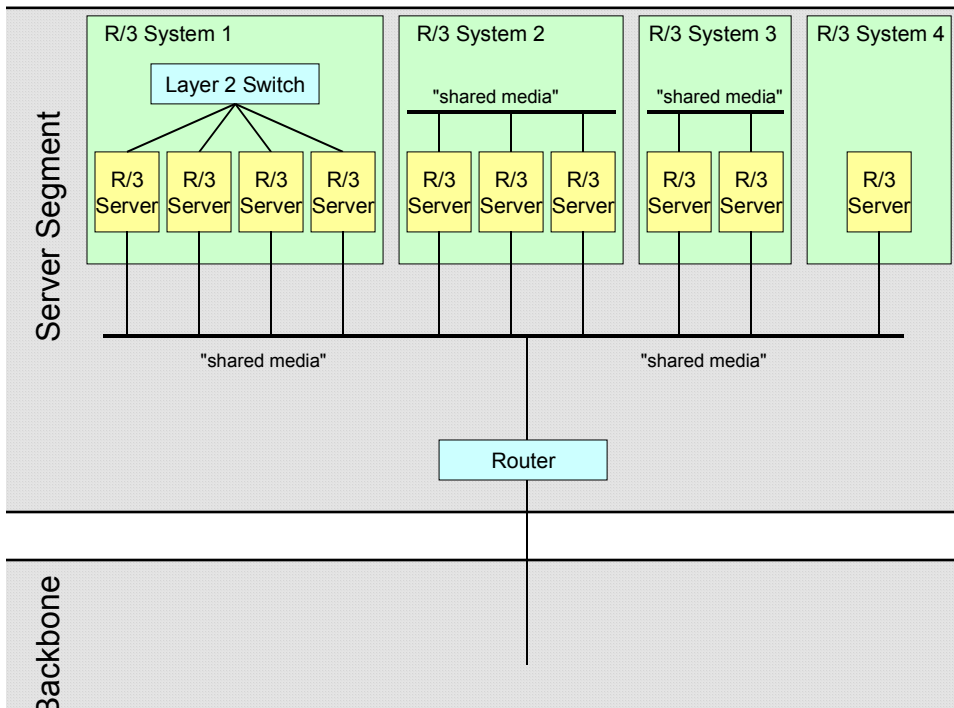 R/3 System 1
R/3 System 2
R/3 System 3
R/3 System 4
Layer 2 Switch
"shared media"
"shared media"
R/3
Server
R/3
Server
R/3
Server
R/3
Server
R/3
Server
R/3
Server
R/3
Server
R/3
Server
R/3
Server
R/3
Server
Server Segment
"shared media"
"shared media"
Router
Backbone